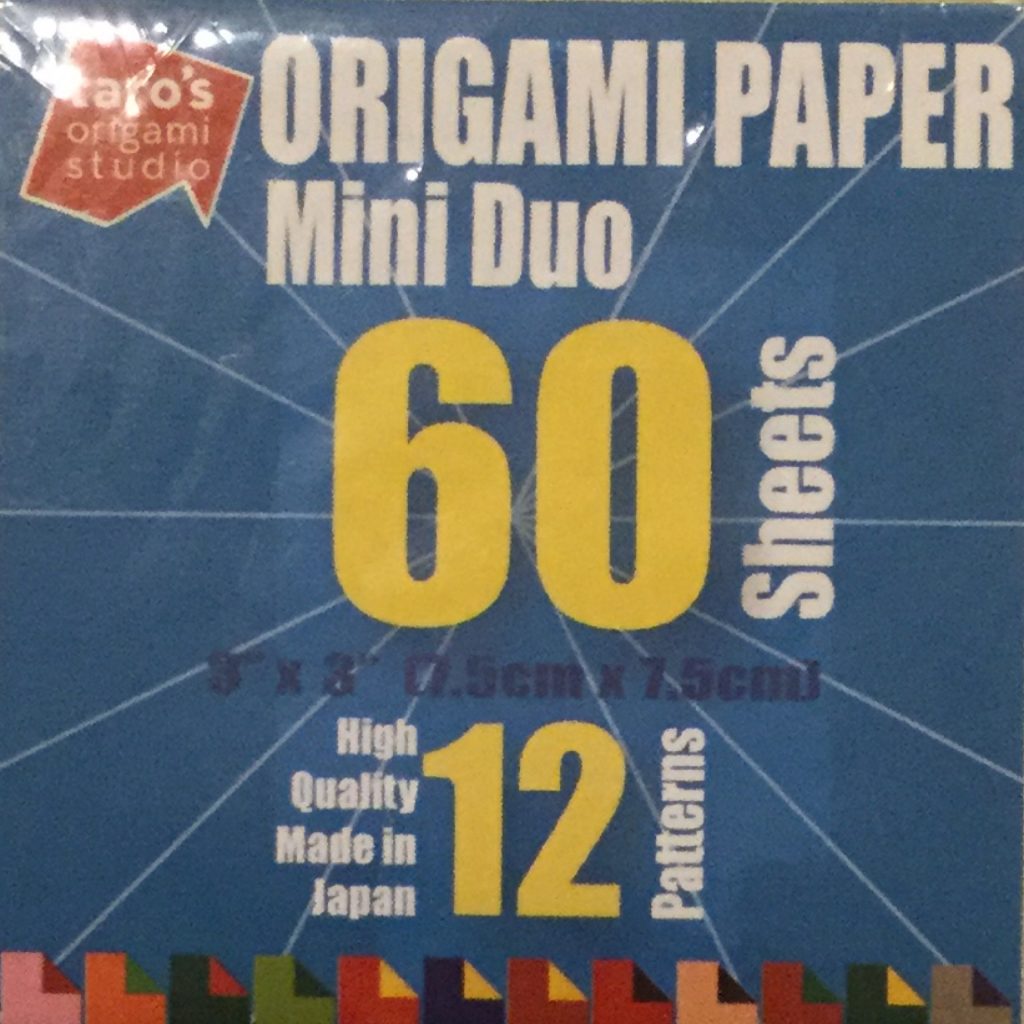 taro's
origami
studio
ORIGAMI PAPER
Mini Duo
60
Sheets
3" x 3" (7.5cm x 7.5cm)
High
Quality
Made in
Japan
12
Patterns